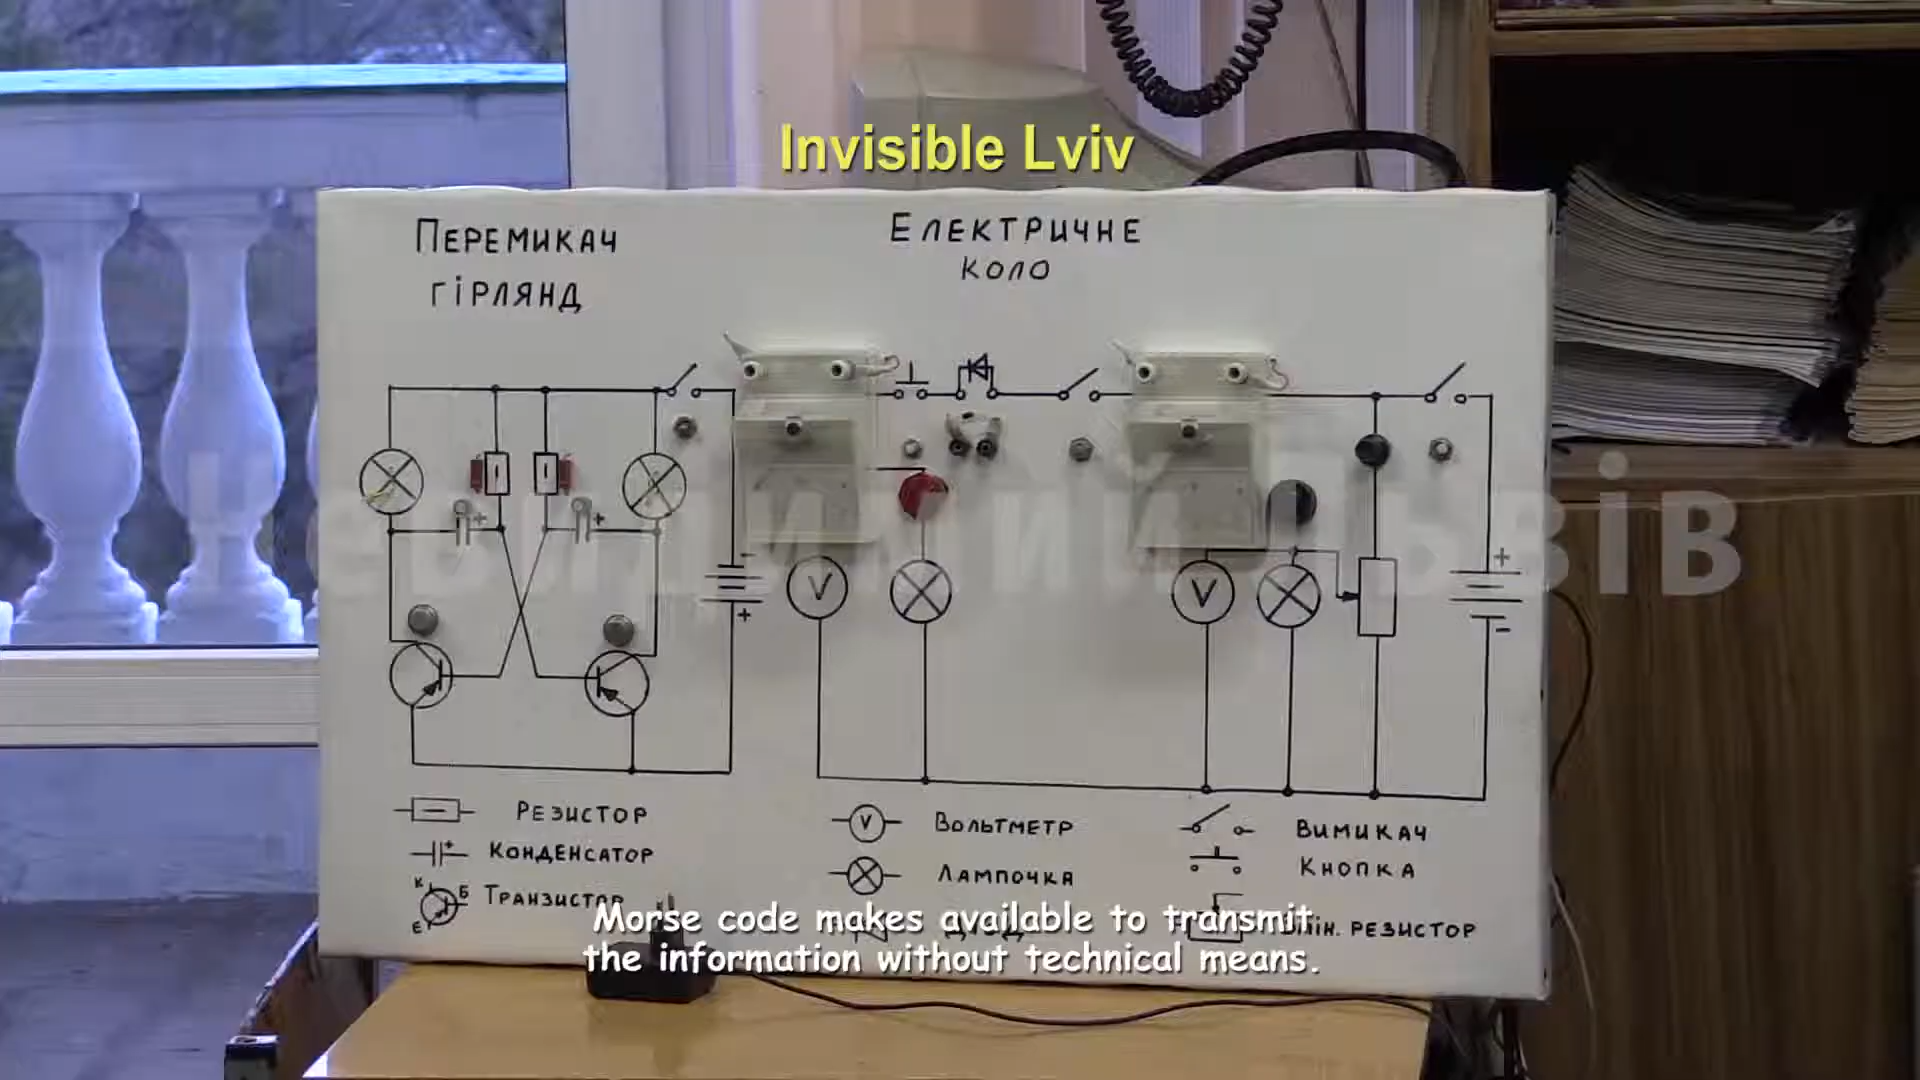 Invisible Lviv
ПЕРЕМИКАЧ
ГІРЛЯНД
ЕЛЕКТРИЧНЕ
КОЛО
Львів
V
V
РЕЗИСТОР
КОНДЕНСАТОР
К
Б
Е
ТРАНЗИСТОР
V
ВОЛЬТМЕТР
ЛАМПОЧКА
ВИМИКАЧ
КНОПКА
РЕЗИСТОР
Morse code makes available to transmit
the information without technical means.